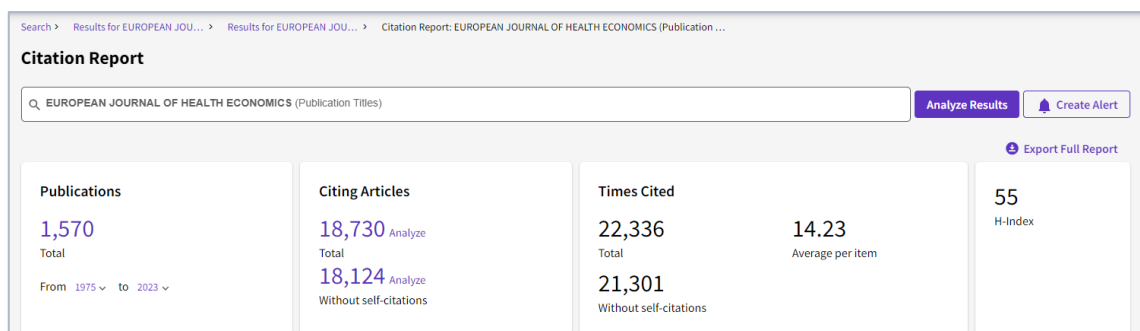 Search > Results for EUROPEAN JOU... > Results for EUROPEAN JOU... > Citation Report: EUROPEAN JOURNAL OF HEALTH ECONOMICS (Publication ...
Citation Report
EUROPEAN JOURNAL OF HEALTH ECONOMICS (Publication Titles)
Analyze Results
Create Alert
Export Full Report
Publications
1,570
Total
From 1975 to 2023
Citing Articles
18,730 Analyze
Total
18,124 Analyze
Without self-citations
Times Cited
22,336
Total
21,301
Without self-citations
14.23
Average per item
55
H-Index